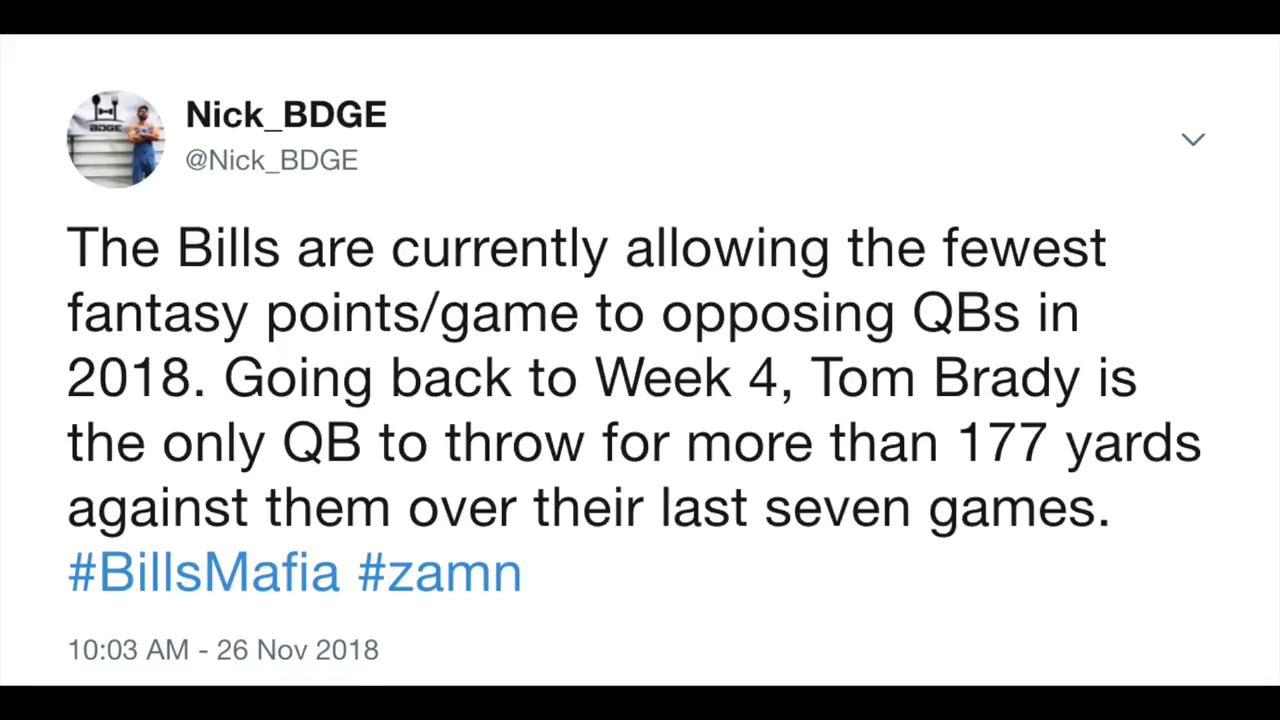 Nick_BDGE
@Nick_BDGE
BDGE
The Bills are currently allowing the fewest
fantasy points/game to opposing QBs in
2018. Going back to Week 4, Tom Brady is
the only QB to throw for more than 177 yards
against them over their last seven games.
#BillsMafia #zamn
10:03 AM - 26 Nov 2018